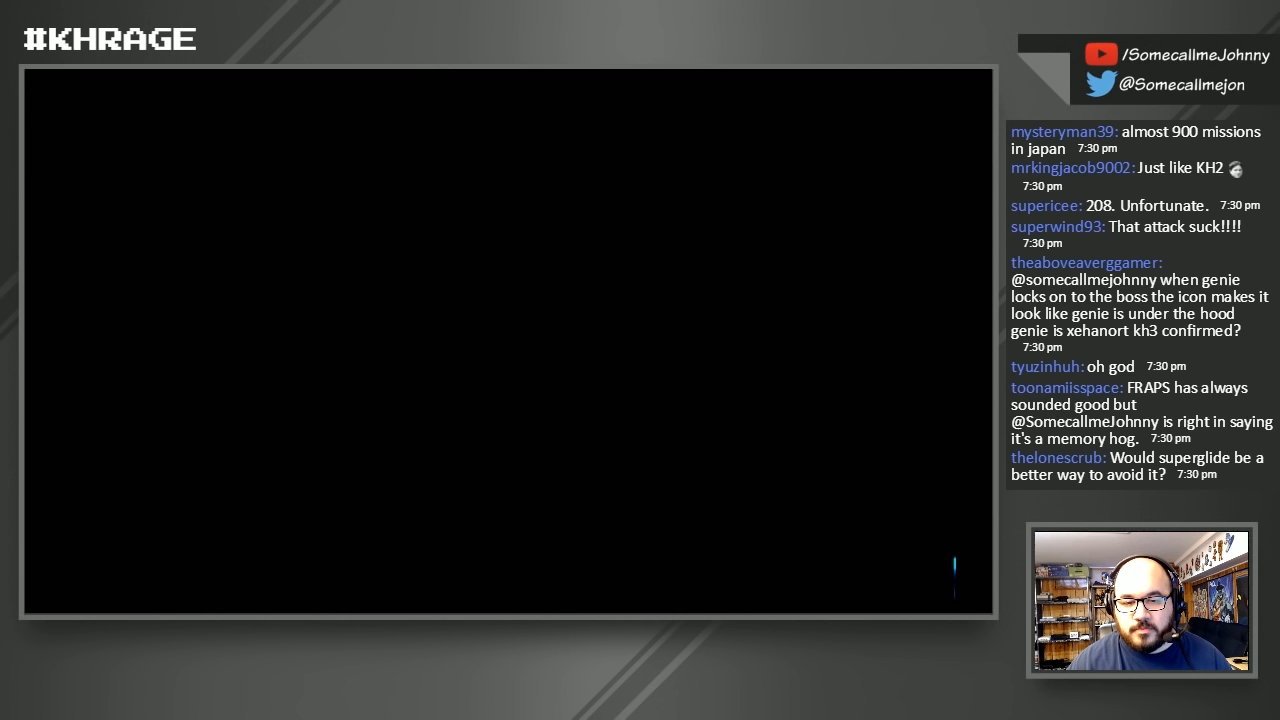 #KHRAGE
/SomecallmeJohnny
@Somecallmejon
mysteryman39: almost 900 missions
in japan 7:30 pm
mrkingjacob9002: Just like KH2
7:30 pm
supericee: 208. Unfortunate. 7:30 pm
superwind93: That attack suck!!!!
7:30 pm
theaboveaverggamer:
@somecallmejohnny when genie
locks on to the boss the icon makes it
look like genie is under the hood
genie is xehanort kh3 confirmed?
7:30 pm
tyuzinhuh: oh god 7:30 pm
toonamiisspace: FRAPS has always
sounded good but
@SomecallmeJohnny is right in saying
it's a memory hog. 7:30 pm
thelonescrub: Would superglide be a
better way to avoid it? 7:30 pm